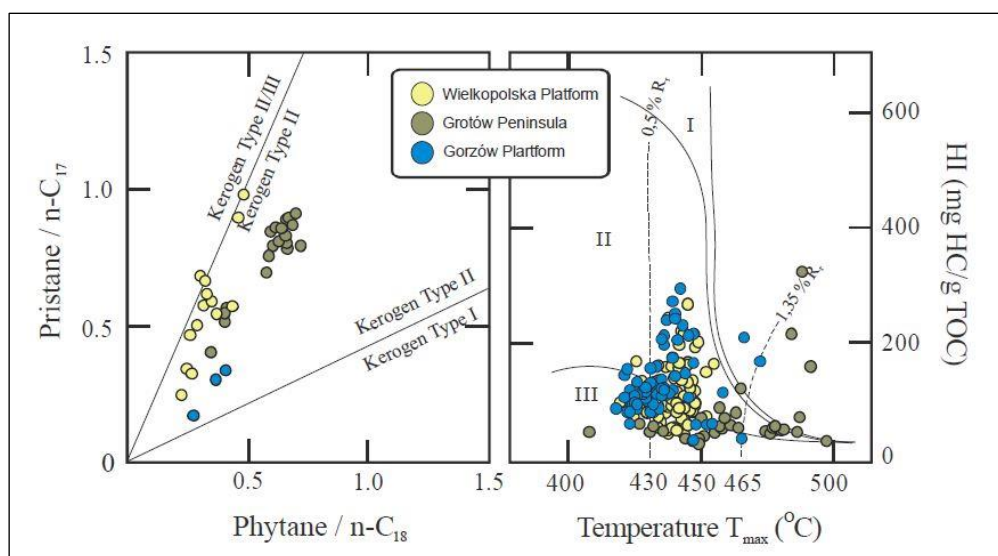 1.5
1.0
0.5
0
0.5
1.0
1.5
Pristane / n-C₁₇
Phytane / n-C₁₈
Kerogen Type II/III
Kerogen Type II
Kerogen Type II
Kerogen Type I
Wielkopolska Platform
Grotów Peninsula
Gorzów Plartform
0,5 % Rᵣ
I
II
III
1,35 % Rᵣ
600
400
200
0
HI (mg HC/g TOC)
400 430 450 465 500
Temperature Tmax (°C)